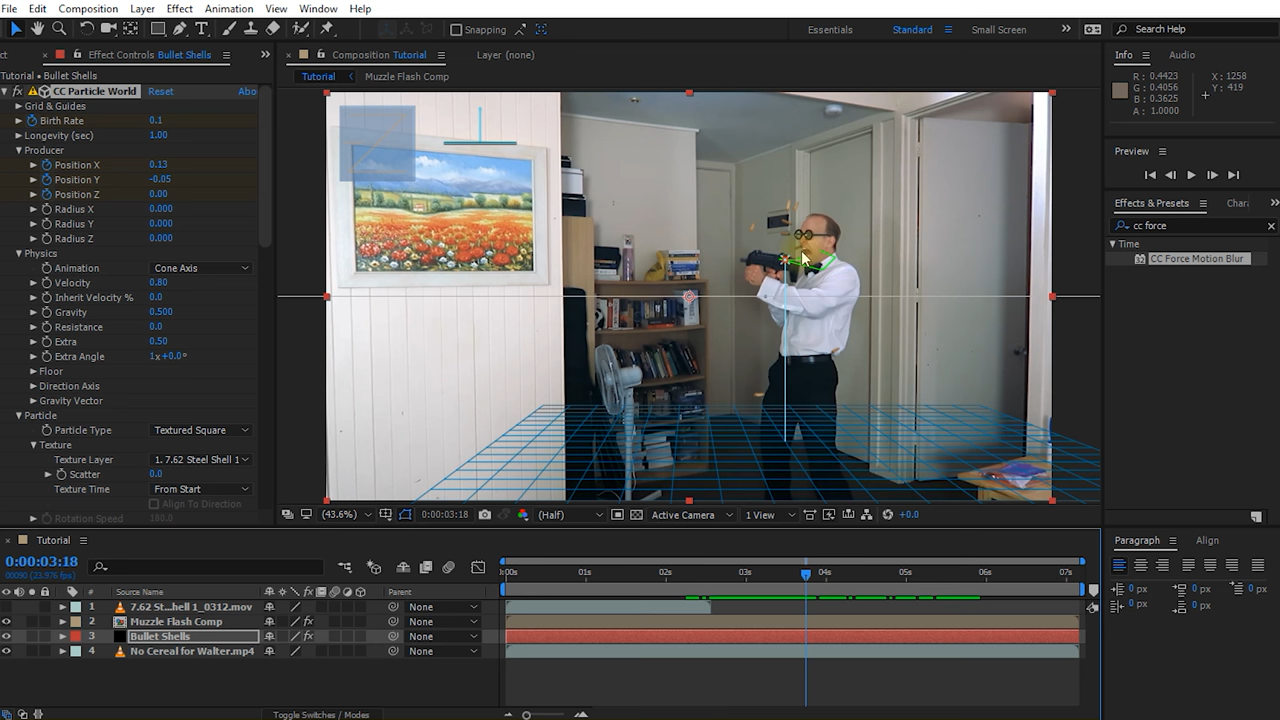 File Edit Composition Layer Effect Animation View Window Help
Snapping
Essentials Standard Small Screen
Search Help
ct × Effect Controls Bullet Shells
× Composition Tutorial
Layer (none)
Info Audio
Tutorial • Bullet Shells
Tutorial Muzzle Flash Comp
R : 0.4423
G : 0.4056
B : 0.3625
A : 1.0000
X : 1258
Y : 419
fx CC Particle World Reset Abo
Grid & Guides
Birth Rate 0.1
Longevity (sec) 1.00
Producer
Position X 0.13
Position Y -0.05
Position Z 0.00
Radius X 0.000
Radius Y 0.000
Radius Z 0.000
Physics
Animation Cone Axis
Velocity 0.80
Inherit Velocity % 0.0
Gravity 0.500
Resistance 0.0
Extra 0.50
Extra Angle 1x+0.0°
Floor
Direction Axis
Gravity Vector
Particle
Particle Type Textured Square
Texture
Texture Layer 1. 7.62 Steel Shell 1
Scatter 0.0
Texture Time From Start
Align To Direction
Rotation Speed 180.0
Preview
Effects & Presets Char
cc force ×
Time
CC Force Motion Blur
(43.6%) 0:00:03:18 (Half) Active Camera 1 View +0.0
× Tutorial
0:00:03:18
00090 (23.976 fps)
# Source Name Parent
1 7.62 St...hell 1_0312.mov None
2 Muzzle Flash Comp fx None
3 Bullet Shells fx None
4 No Cereal for Walter.mp4 None
:00s 01s 02s 03s 04s 05s 06s 07s
Toggle Switches / Modes
Paragraph Align
0 px 0 px 0 px
0 px 0 px